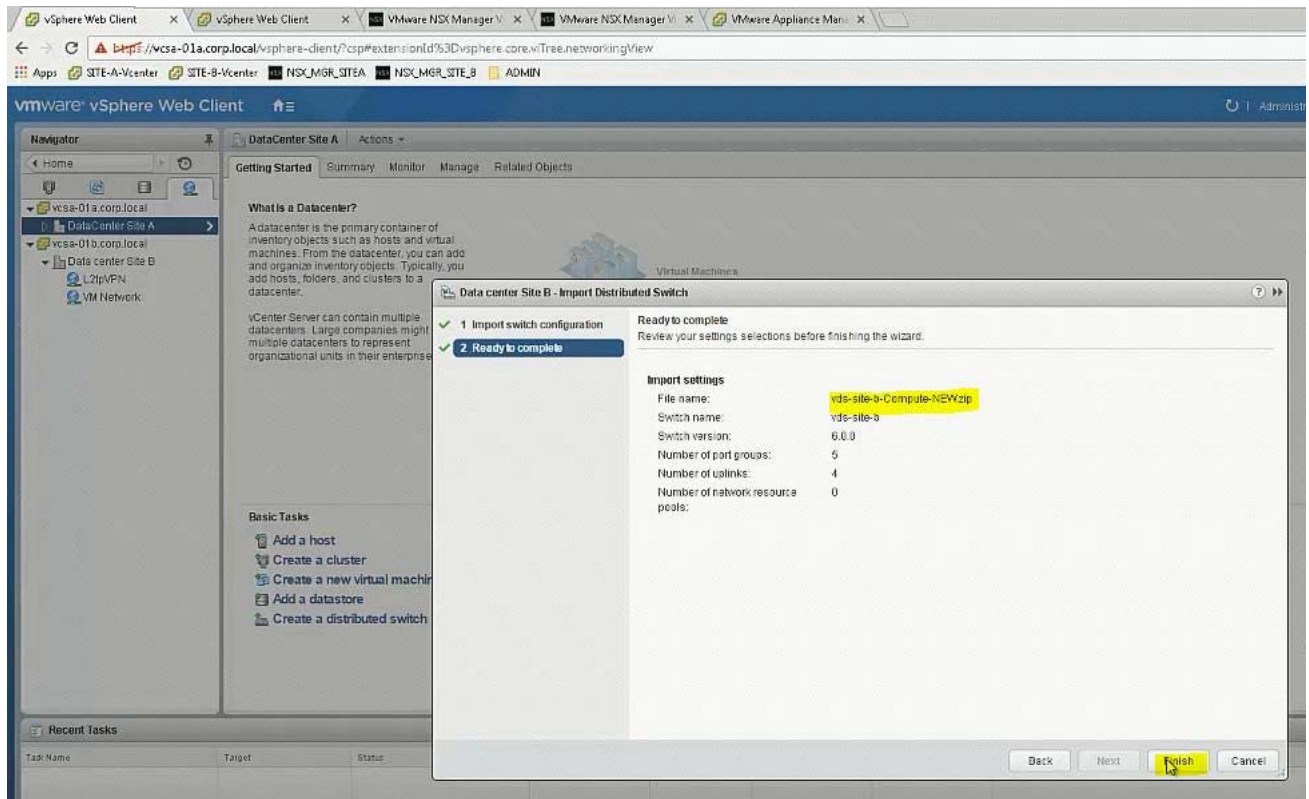 vSphere Web Client
vSphere Web Client
VMware NSX Manager V
VMware NSX Manager Vi
VMware Appliance Mana
https://vcsa-01a.corp.local/vsphere-client/?csp#extensionId%3Dvsphere.core.viTree.networkingView
Apps SITE-A-Vcenter SITE-B-Vcenter NSX_MGR_SITEA NSX_MGR_SITE_B ADMIN
vmware® vSphere Web Client
Administr
Navigator
Home
vcsa-01a.corp.local
DataCenter Site A
vcsa-01b.corp.local
Data center Site B
L2lpVPN
VM Network
DataCenter Site A Actions
Getting Started Summary Monitor Manage Related Objects
What is a Datacenter?
A datacenter is the primary container of
inventory objects such as hosts and virtual
machines. From the datacenter, you can add
and organize inventory objects. Typically, you
add hosts, folders, and clusters to a
datacenter.
vCenter Server can contain multiple
datacenters. Large companies might
multiple datacenters to represent
organizational units in their enterprise
Virtual Machines
Basic Tasks
Add a host
Create a cluster
Create a new virtual machin
Add a datastore
Create a distributed switch
Data center Site B - Import Distributed Switch
1 Import switch configuration
2 Ready to complete
Ready to complete
Review your settings selections before finishing the wizard.
Import settings
File name: vds-site-b-Compute-NEW.zip
Switch name: vds-site-b
Switch version: 6.0.0
Number of port groups: 5
Number of uplinks: 4
Number of network resource 0
pools:
Back Next Finish Cancel
Recent Tasks
Task Name Target Status